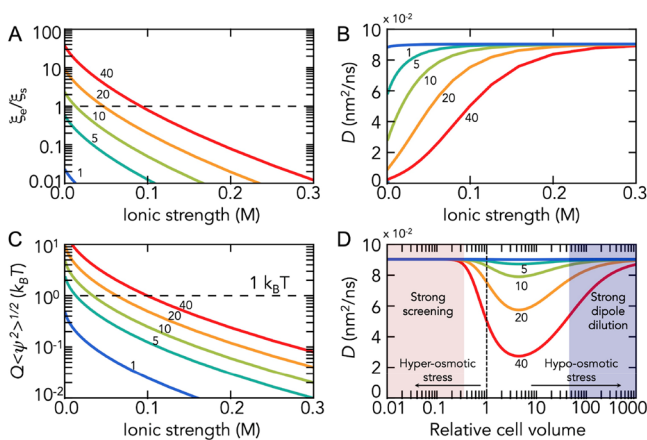 A
100
10
1
0.1
0.01
ξe/ξs
40
20
10
5
1
0.0
0.1
0.2
0.3
Ionic strength (M)
B
x 10⁻²
10
8
6
4
2
0
D (nm²/ns)
1
5
10
20
40
0.0
0.1
0.2
0.3
Ionic strength (M)
C
10¹
10⁰
10⁻¹
10⁻²
Q<ψ²>¹/² (kBT)
1 kBT
40
20
10
5
1
0.0
0.1
0.2
0.3
Ionic strength (M)
D
x 10⁻²
10
8
6
4
2
0
D (nm²/ns)
5
10
20
40
Strong
screening
Strong
dipole
dilution
Hyper-osmotic
stress
Hypo-osmotic
stress
0.01
0.1
1
10
100
1000
Relative cell volume